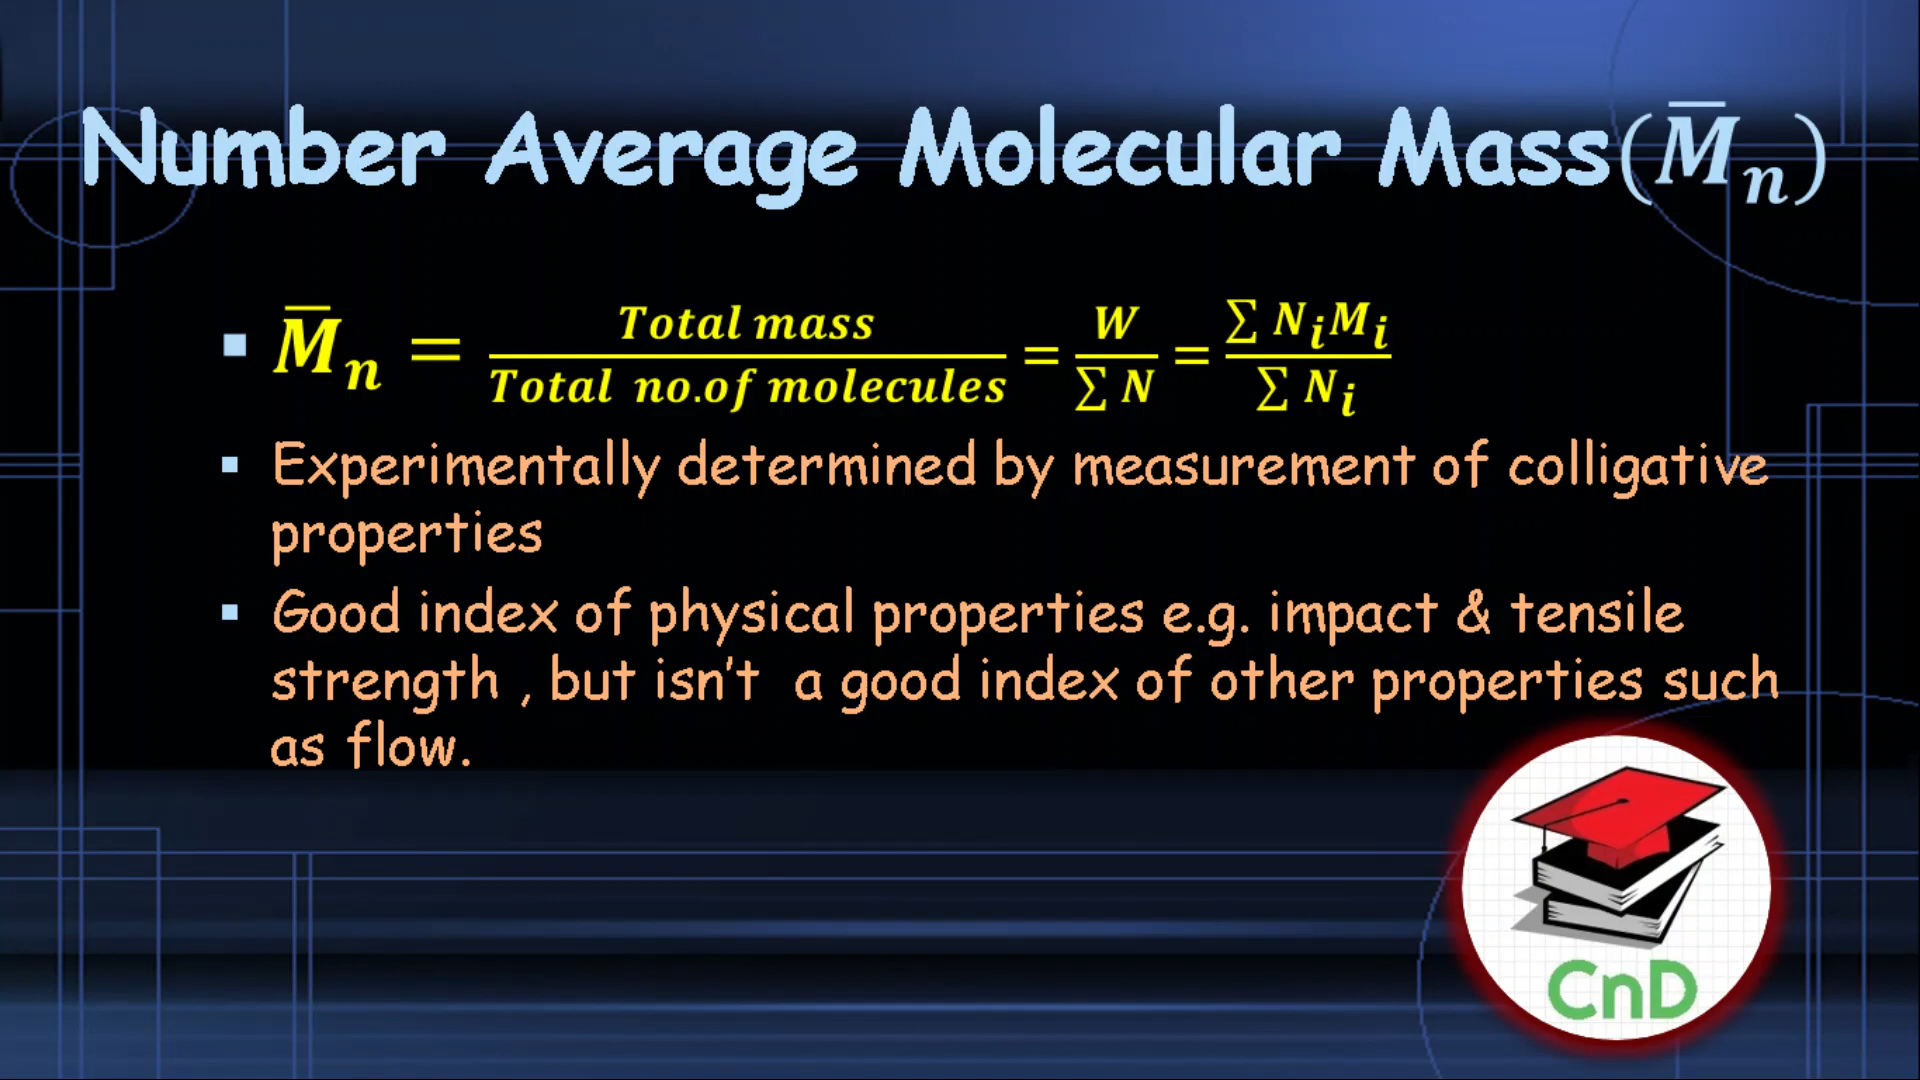 Number Average Molecular Mass(M̅ₙ)
▪ M̅ₙ = Total mass / Total no.of molecules = W / ∑ N = ∑ NᵢMᵢ / ∑ Nᵢ
▪ Experimentally determined by measurement of colligative
properties
▪ Good index of physical properties e.g. impact & tensile
strength , but isn't a good index of other properties such
as flow.
CnD